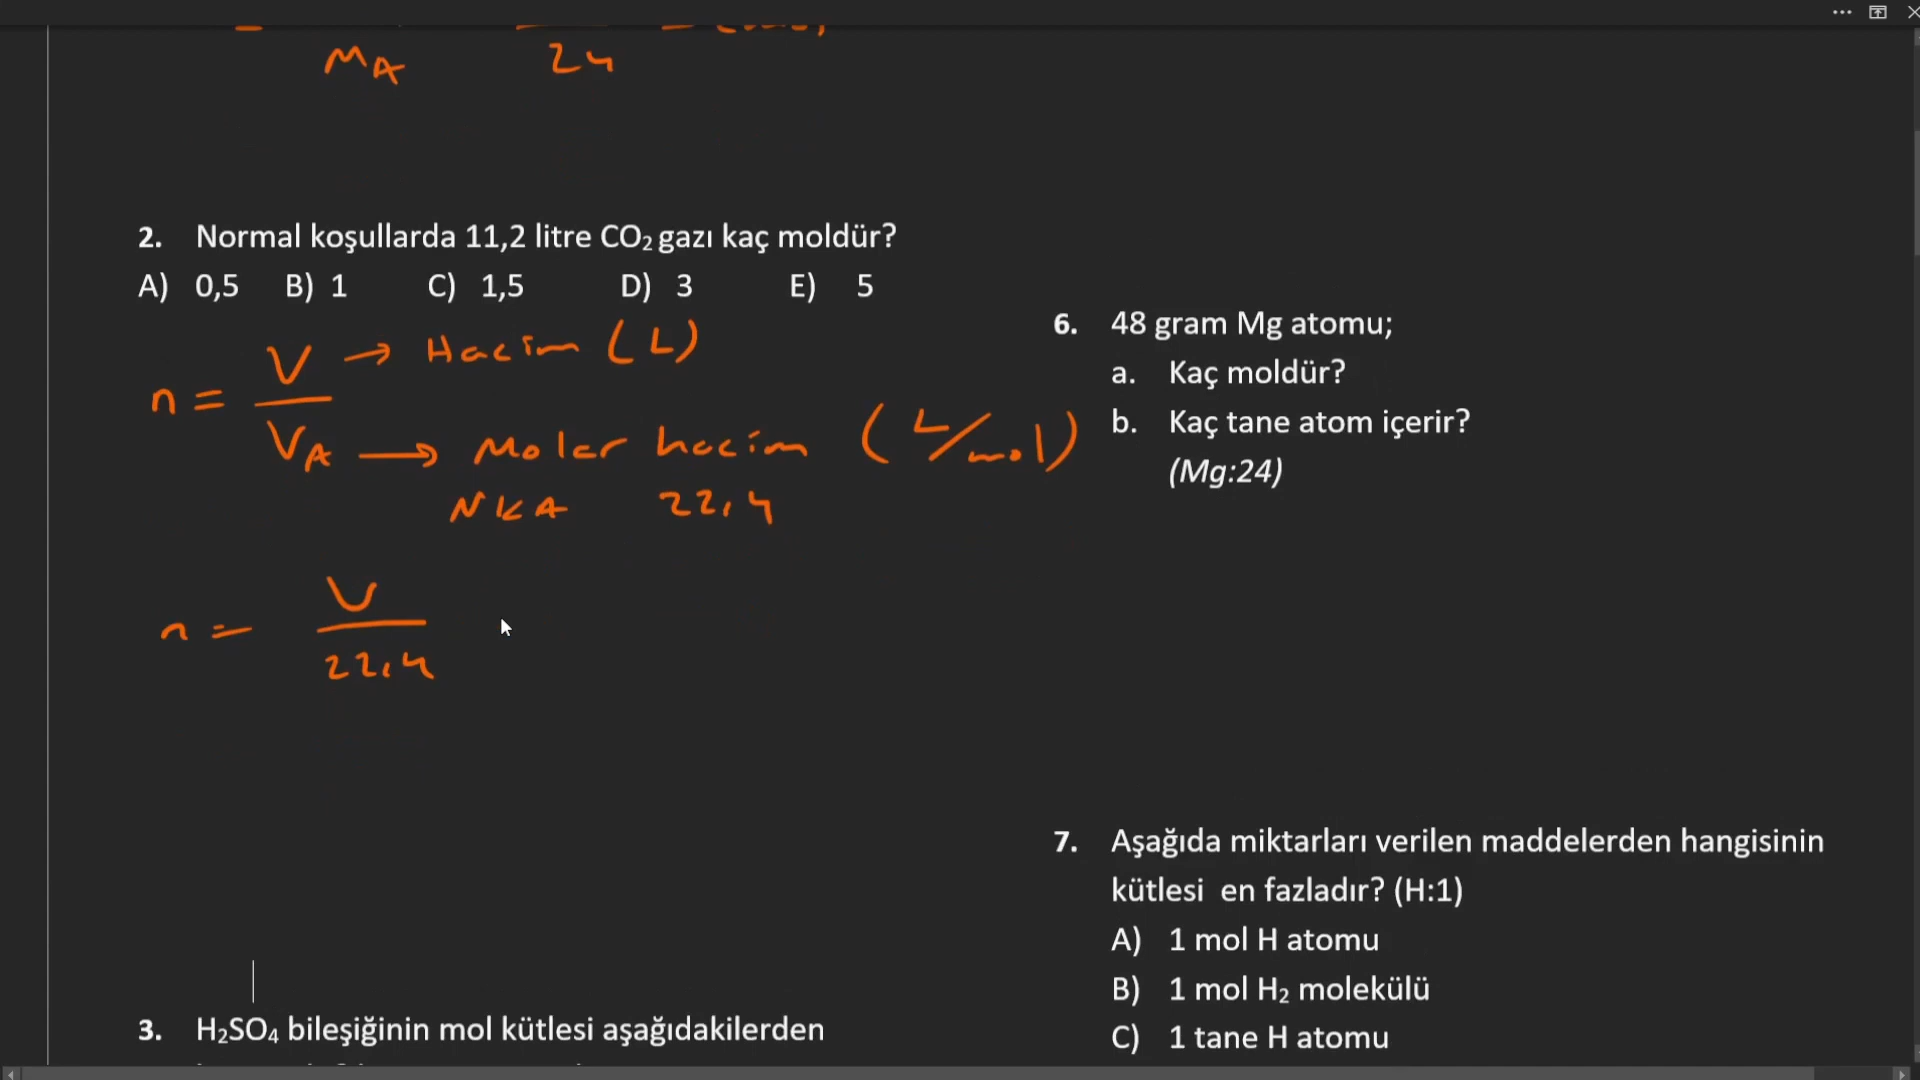 M_A 24
2. Normal koşullarda 11,2 litre CO₂ gazı kaç moldür?
A) 0,5 B) 1 C) 1,5 D) 3 E) 5
n = V → Hacim (L)
V_A → Molar hacim (L/mol)
NKA 22,4
n = V
22,4
3. H₂SO₄ bileşiğinin mol kütlesi aşağıdakilerden
6. 48 gram Mg atomu;
a. Kaç moldür?
b. Kaç tane atom içerir?
(Mg:24)
7. Aşağıda miktarları verilen maddelerden hangisinin
kütlesi en fazladır? (H:1)
A) 1 mol H atomu
B) 1 mol H₂ molekülü
C) 1 tane H atomu